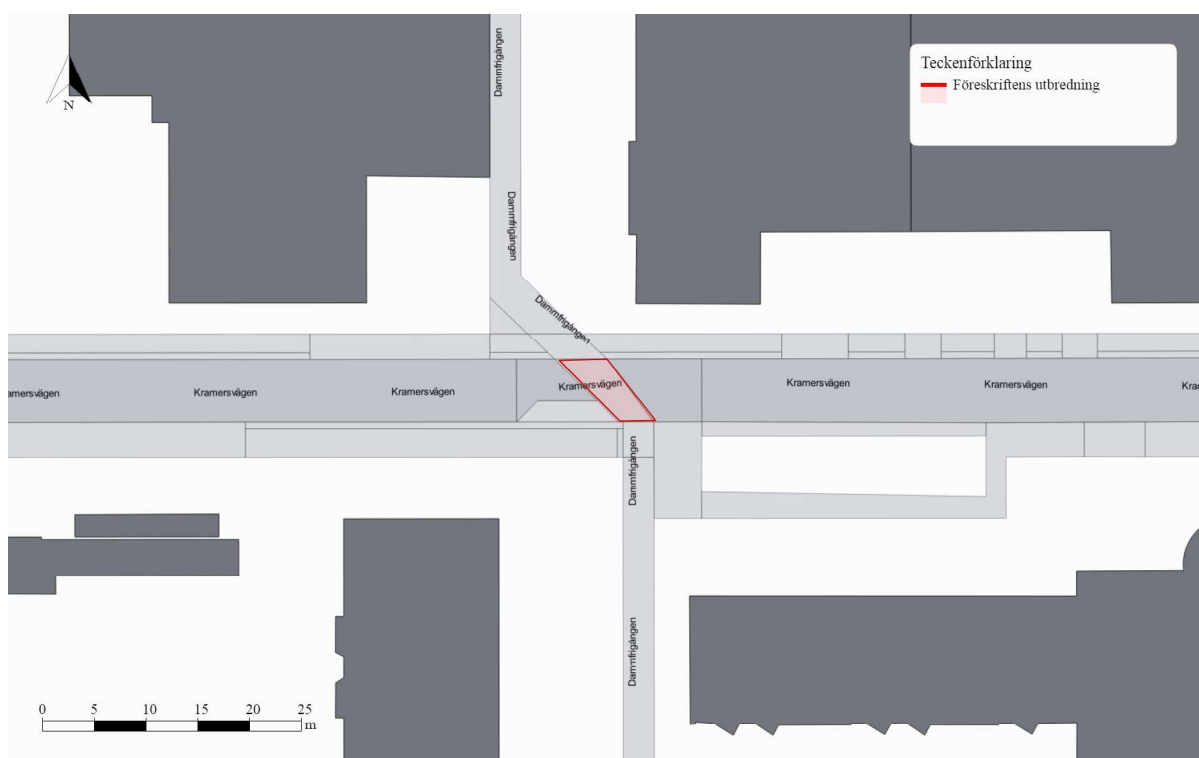 Dammfrigången
Teckenförklaring
Föreskriftens utbredning
N
Dammfrigången
Dammfrigången
amersvägen
Kramersvägen
Kramersvägen
Kramersvägen
Kramersvägen
Kramersvägen
Kra
Dammfrigången
Dammfrigången
0 5 10 15 20 25
m